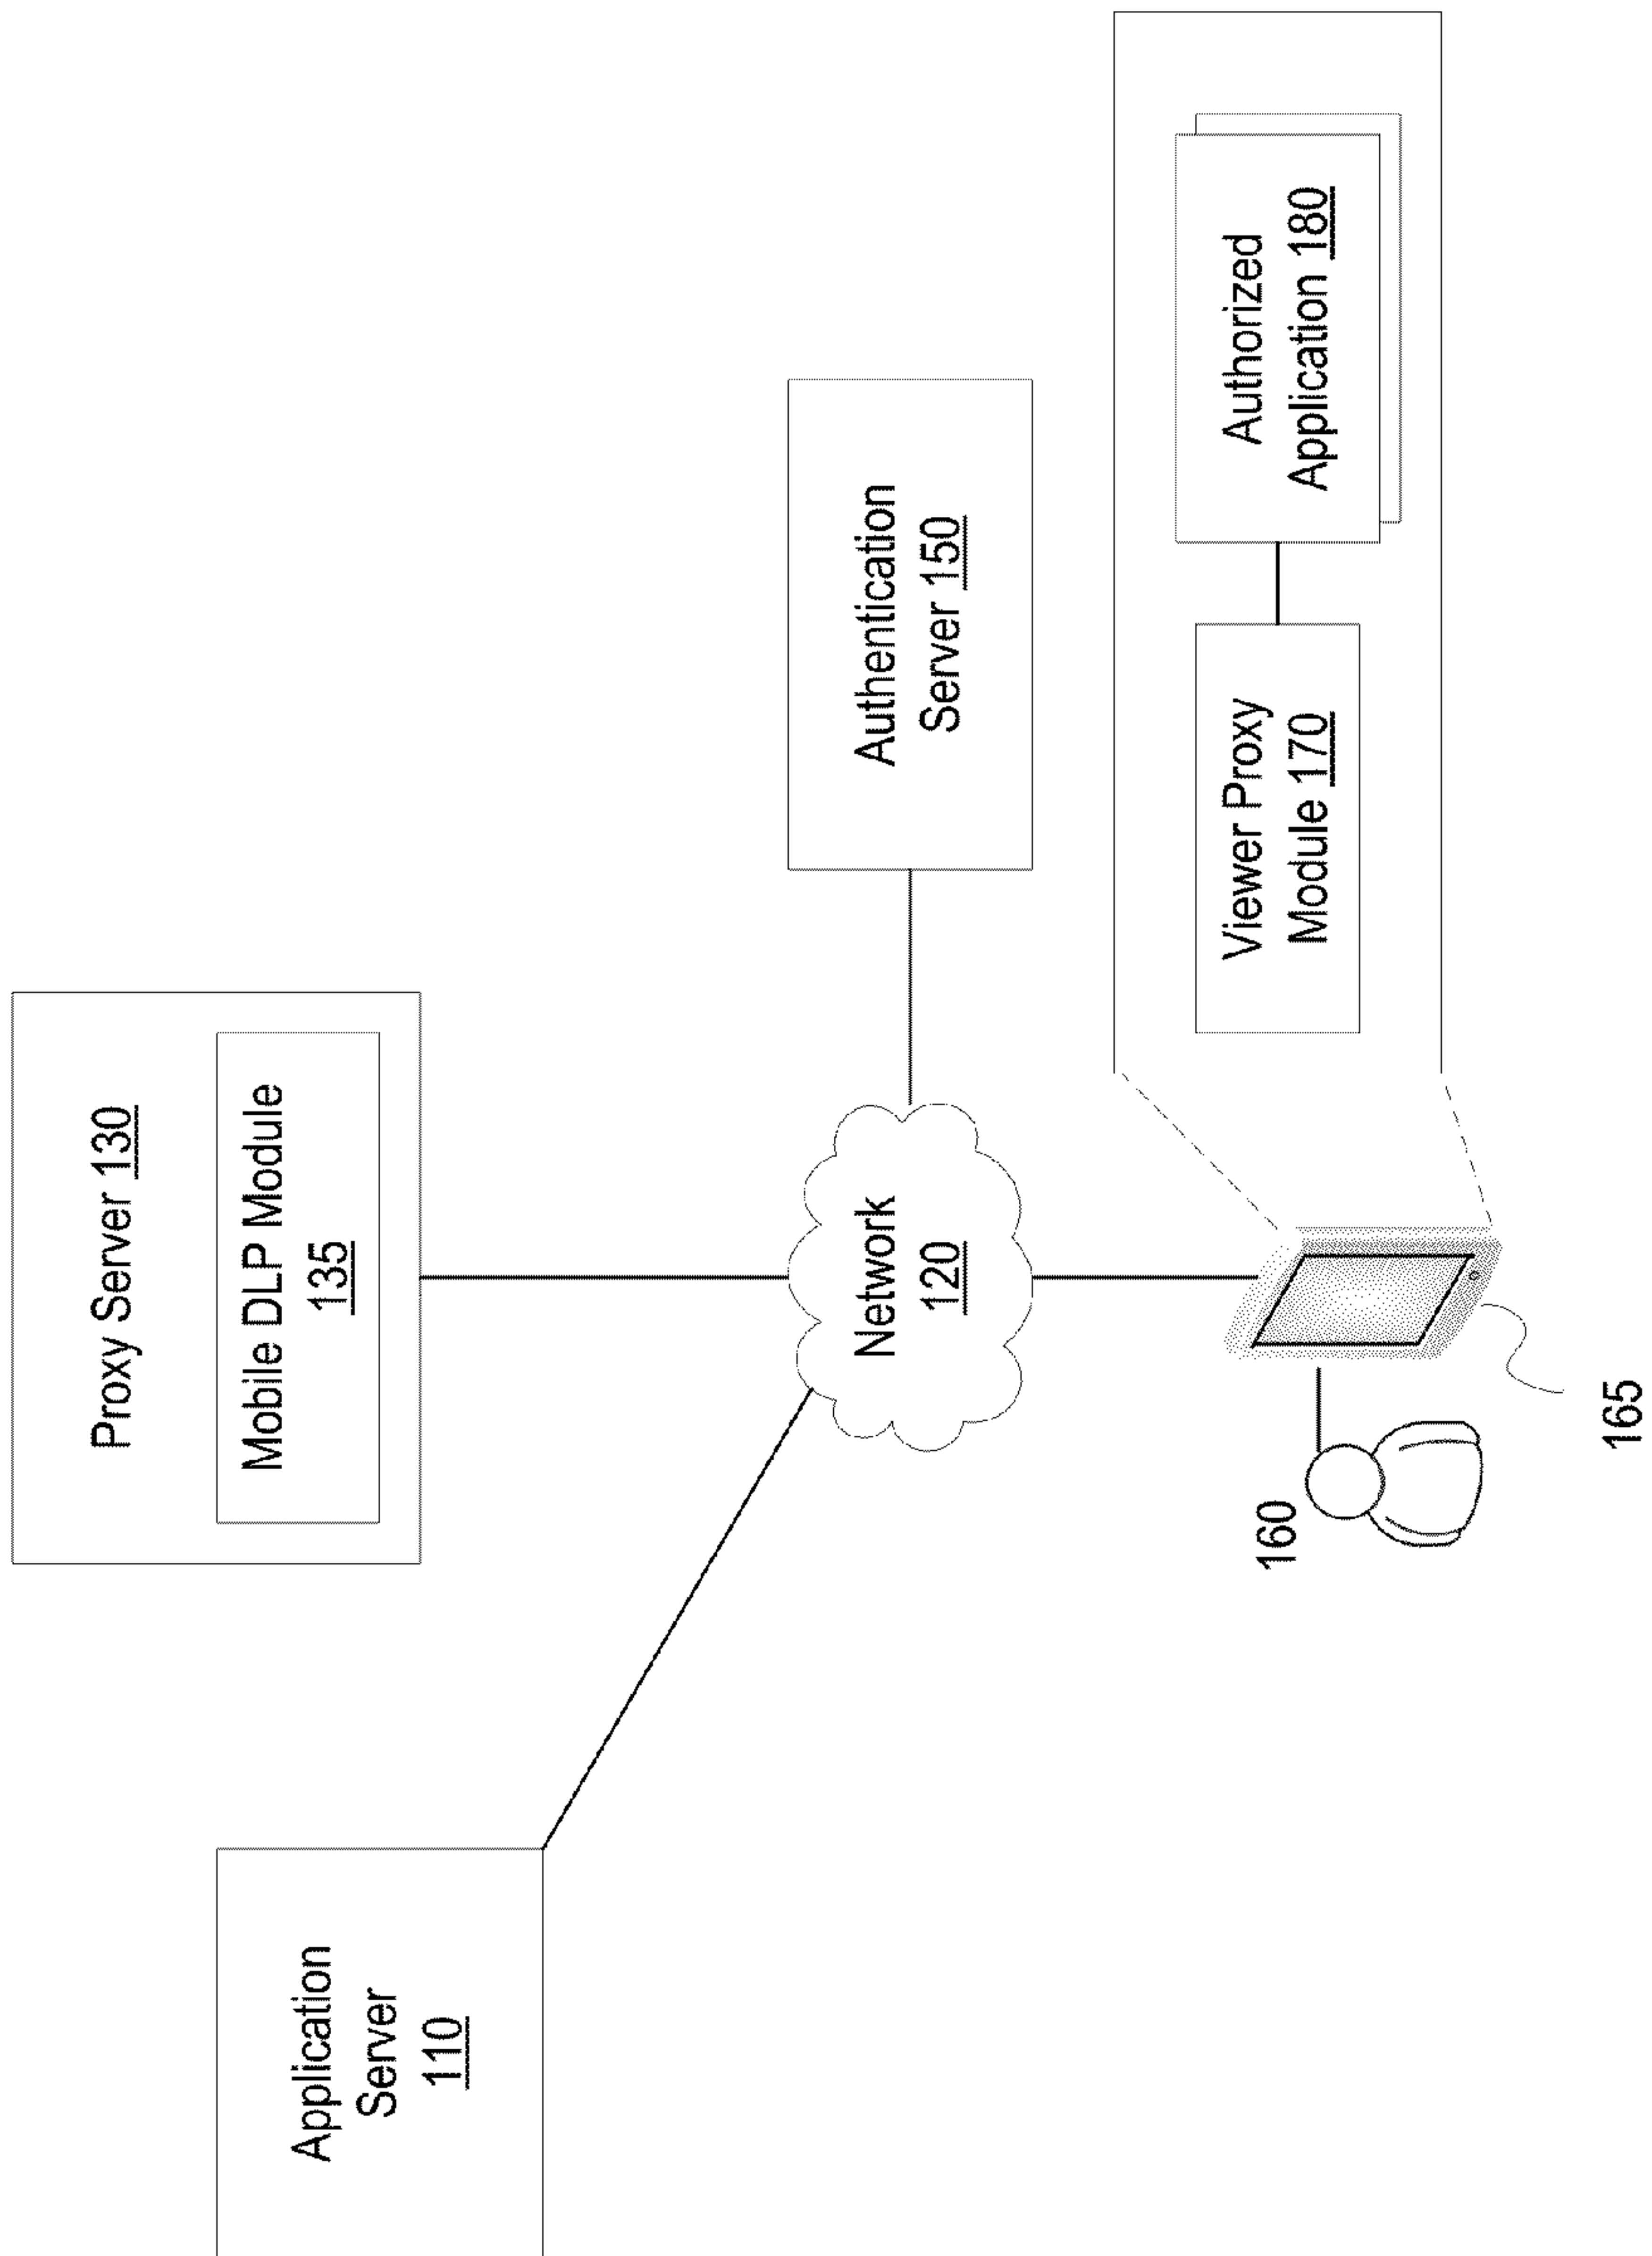 Proxy Server 130
Mobile DLP Module
135
Application
Server
110
Network
120
Authentication
Server 150
160
165
Viewer Proxy
Module 170
Authorized
Application 180